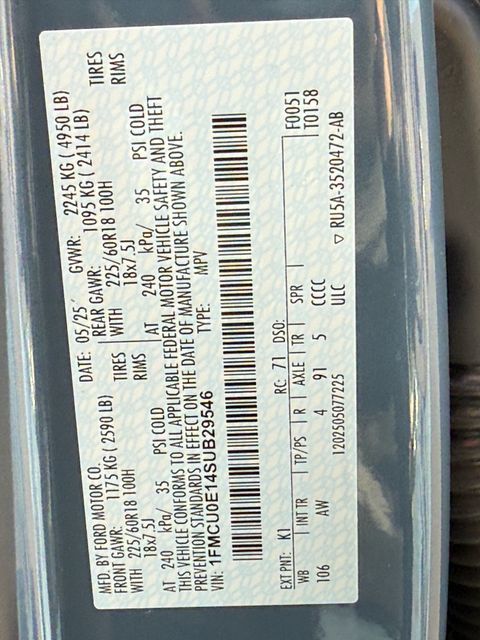 MFD. BY FORD MOTOR CO.
DATE: 05/25' GVWR: 2245 KG ( 4950 LB)
FRONT GAWR: 1175 KG ( 2590 LB) REAR GAWR: 1095 KG ( 2414 LB)
WITH 225/60R18 100H TIRES WITH 225/60R18 100H TIRES
18x7.5J RIMS 18x7.5J RIMS
AT 240 kPa/ 35 PSI COLD AT 240 kPa/ 35 PSI COLD
THIS VEHICLE CONFORMS TO ALL APPLICABLE FEDERAL MOTOR VEHICLE SAFETY AND THEFT
PREVENTION STANDARDS IN EFFECT ON THE DATE OF MANUFACTURE SHOWN ABOVE.
VIN: 1FMCU0E14SUB29546 TYPE: MPV
EXT PNT: K1 RC: 71 DSO: F0051
WB INT TR TP/PS R AXLE TR SPR T0158
106 AW 4 91 5 CCCC
1202505077225 ULC ▽ RU5A-3520472-AB